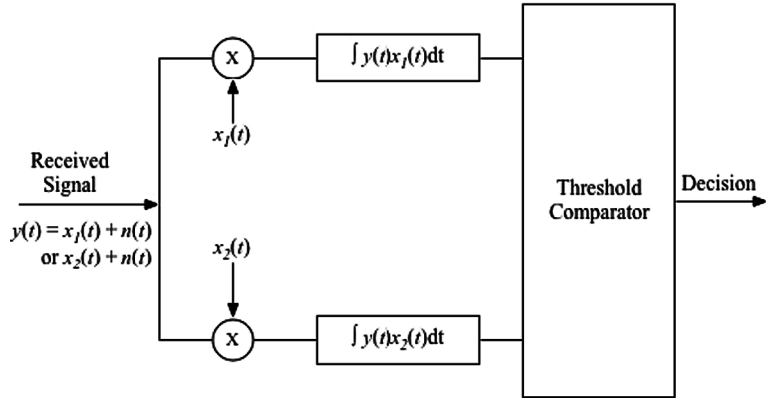 X
∫ y(t)x₁(t)dt
x₁(t)
Received
Signal
y(t) = x₁(t) + n(t)
or x₂(t) + n(t)
x₂(t)
X
∫ y(t)x₂(t)dt
Threshold
Comparator
Decision